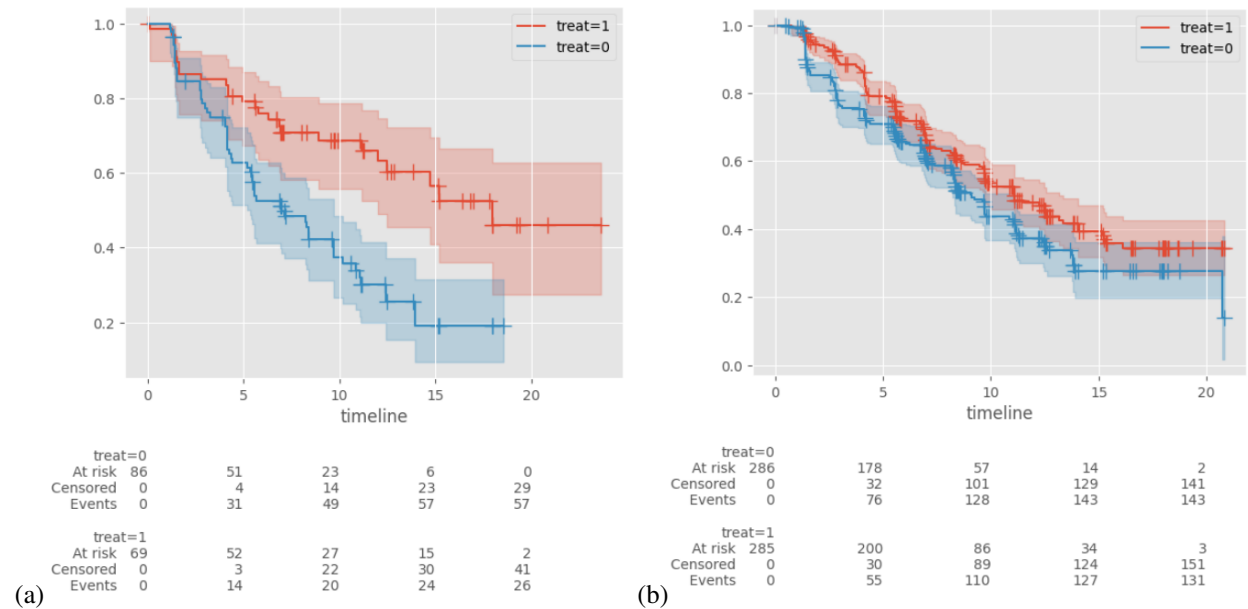 treat=1
treat=0
1.0
0.8
0.6
0.4
0.2
0 5 10 15 20
timeline
treat=0
At risk 86 51 23 6 0
Censored 0 4 14 23 29
Events 0 31 49 57 57
treat=1
At risk 69 52 27 15 2
Censored 0 3 22 30 41
Events 0 14 20 24 26
(a)
treat=1
treat=0
1.0
0.8
0.6
0.4
0.2
0.0
0 5 10 15 20
timeline
treat=0
At risk 286 178 57 14 2
Censored 0 32 101 129 141
Events 0 76 128 143 143
treat=1
At risk 285 200 86 34 3
Censored 0 30 89 124 151
Events 0 55 110 127 131
(b)